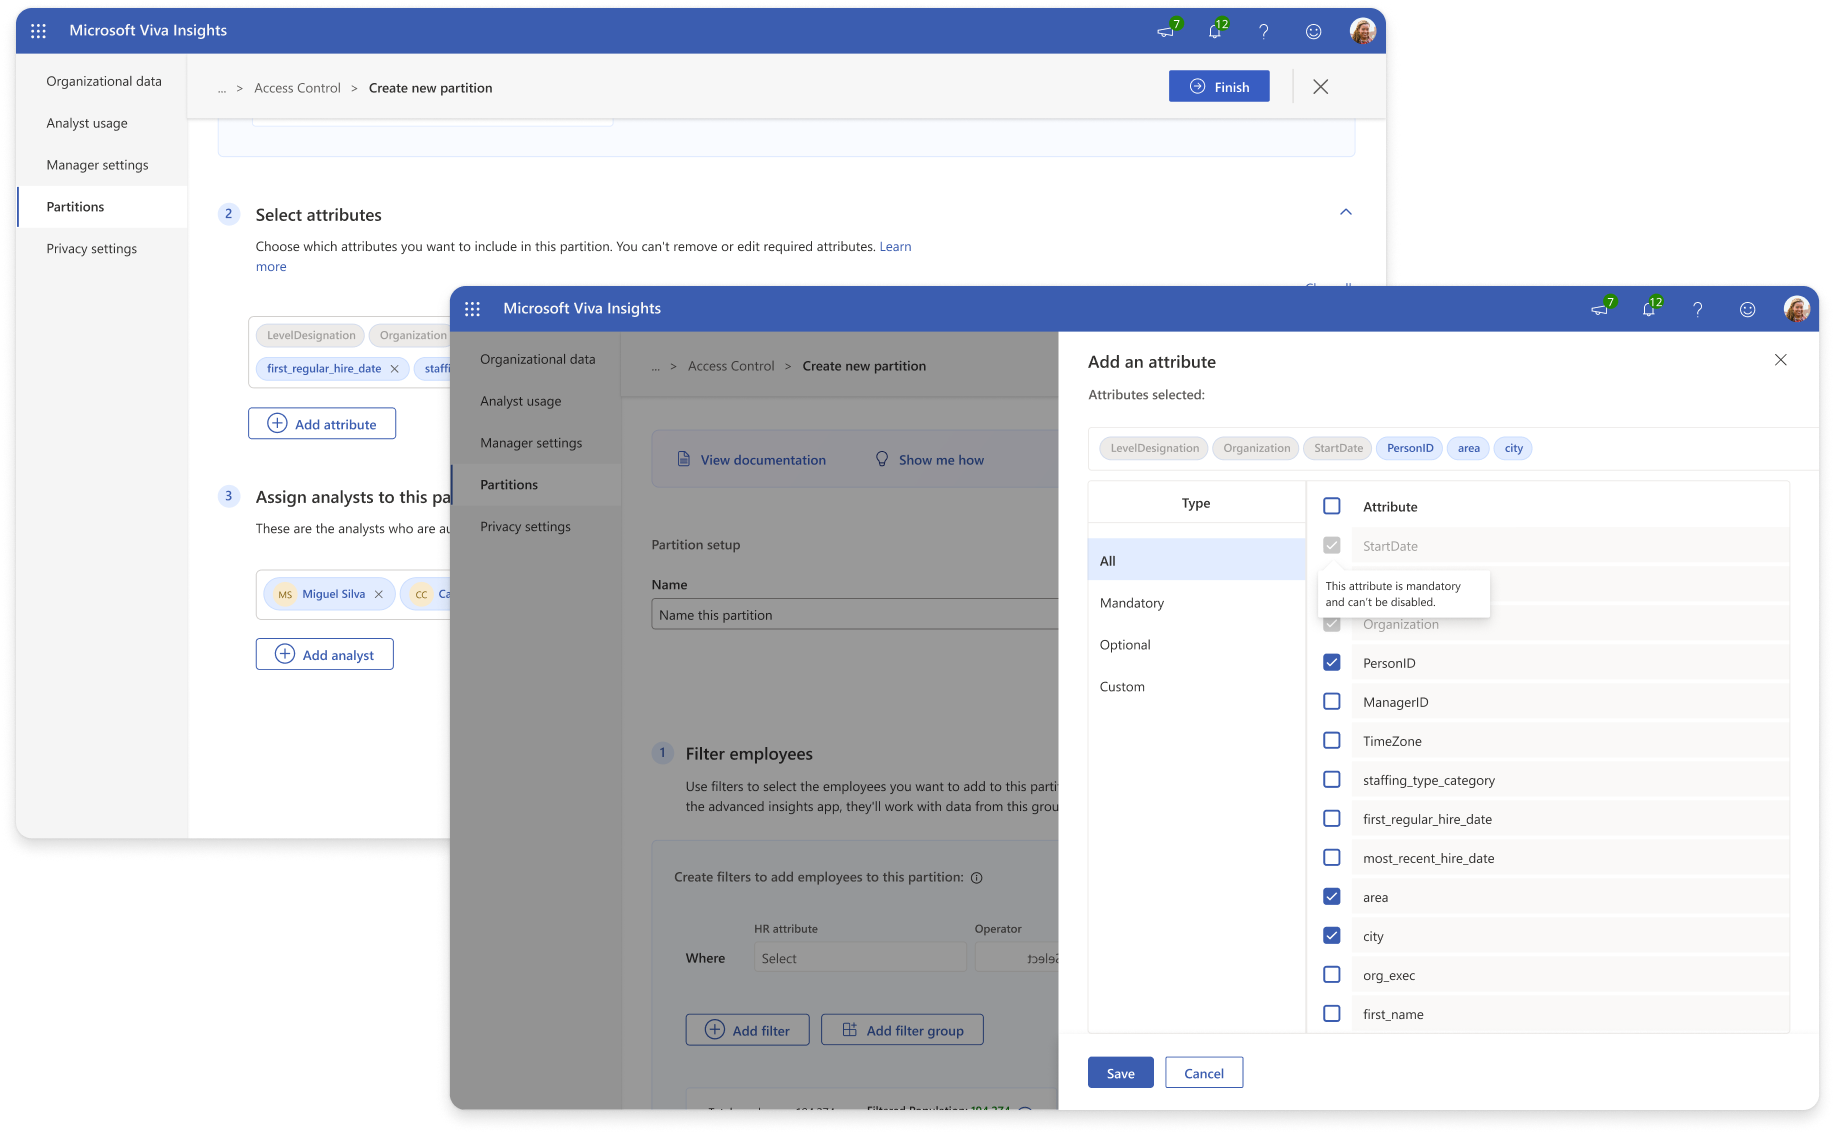 Microsoft Viva Insights
7
12
?
Organizational data
Analyst usage
Manager settings
Partitions
Privacy settings
... > Access Control > Create new partition
Finish
2
Select attributes
Choose which attributes you want to include in this partition. You can't remove or edit required attributes. Learn
more
LevelDesignation
Organization
first_regular_hire_date
Add attribute
3
Assign analysts to this
These are the analysts who are
MS Miguel Silva
CC
Add analyst
Microsoft Viva Insights
7
12
?
Organizational data
Analyst usage
Manager settings
Partitions
Privacy settings
... > Access Control > Create new partition
View documentation
Show me how
Partition setup
Name
Name this partition
1
Filter employees
Use filters to select the employees you want to add to this
the advanced insights app, they'll work with data from this
Create filters to add employees to this partition:
HR attribute
Operator
Where
Select
Select
Add filter
Add filter group
Filtered Population: 194,274
Add an attribute
Attributes selected:
LevelDesignation
Organization
StartDate
PersonID
area
city
Type
All
Mandatory
Optional
Custom
Attribute
StartDate
This attribute is mandatory
and can't be disabled.
Organization
PersonID
ManagerID
TimeZone
staffing_type_category
first_regular_hire_date
most_recent_hire_date
area
city
org_exec
first_name
Save
Cancel